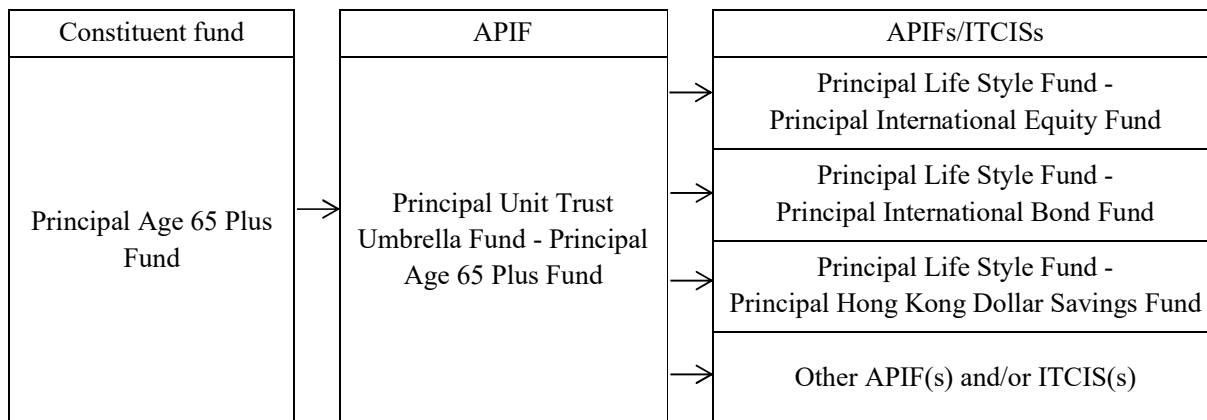 Constituent fund
APIF
APIFs/ITCISs
Principal Age 65 Plus
Fund
Principal Unit Trust
Umbrella Fund - Principal
Age 65 Plus Fund
Principal Life Style Fund -
Principal International Equity Fund
Principal Life Style Fund -
Principal International Bond Fund
Principal Life Style Fund -
Principal Hong Kong Dollar Savings Fund
Other APIF(s) and/or ITCIS(s)